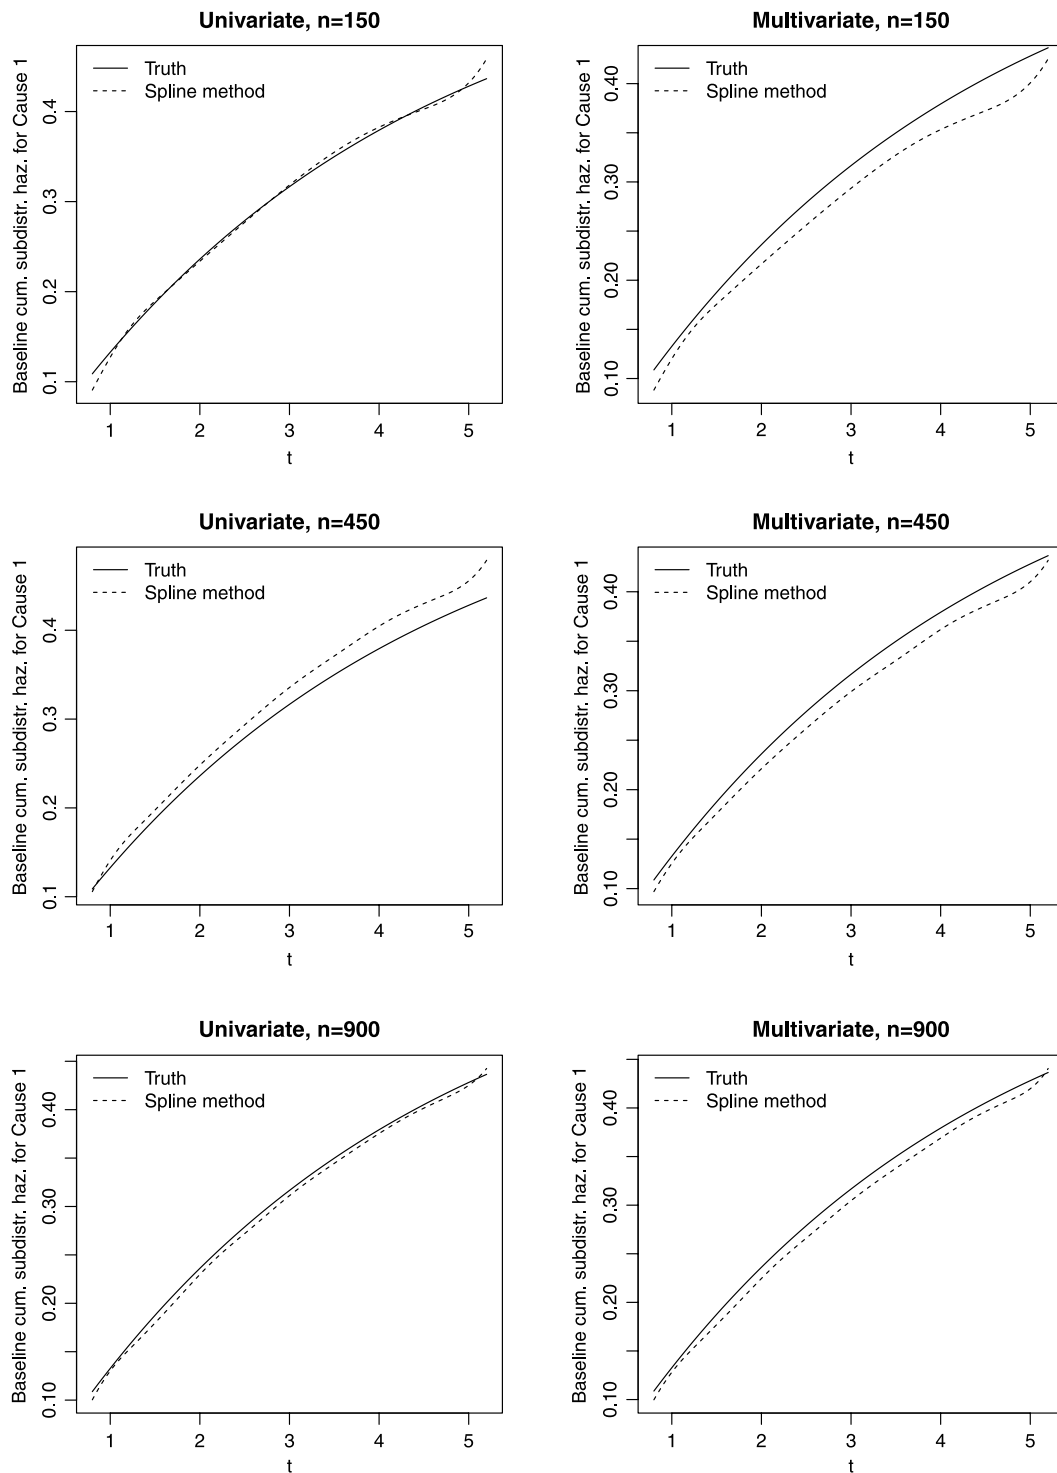 Univariate, n=150
Baseline cum. subdistr. haz. for Cause 1
Truth
Spline method
0.4
0.3
0.2
0.1
1 2 3 4 5
t
Multivariate, n=150
Baseline cum. subdistr. haz. for Cause 1
Truth
Spline method
0.40
0.30
0.20
0.10
1 2 3 4 5
t
Univariate, n=450
Baseline cum. subdistr. haz. for Cause 1
Truth
Spline method
0.4
0.3
0.2
0.1
1 2 3 4 5
t
Multivariate, n=450
Baseline cum. subdistr. haz. for Cause 1
Truth
Spline method
0.40
0.30
0.20
0.10
1 2 3 4 5
t
Univariate, n=900
Baseline cum. subdistr. haz. for Cause 1
Truth
Spline method
0.40
0.30
0.20
0.10
1 2 3 4 5
t
Multivariate, n=900
Baseline cum. subdistr. haz. for Cause 1
Truth
Spline method
0.40
0.30
0.20
0.10
1 2 3 4 5
t